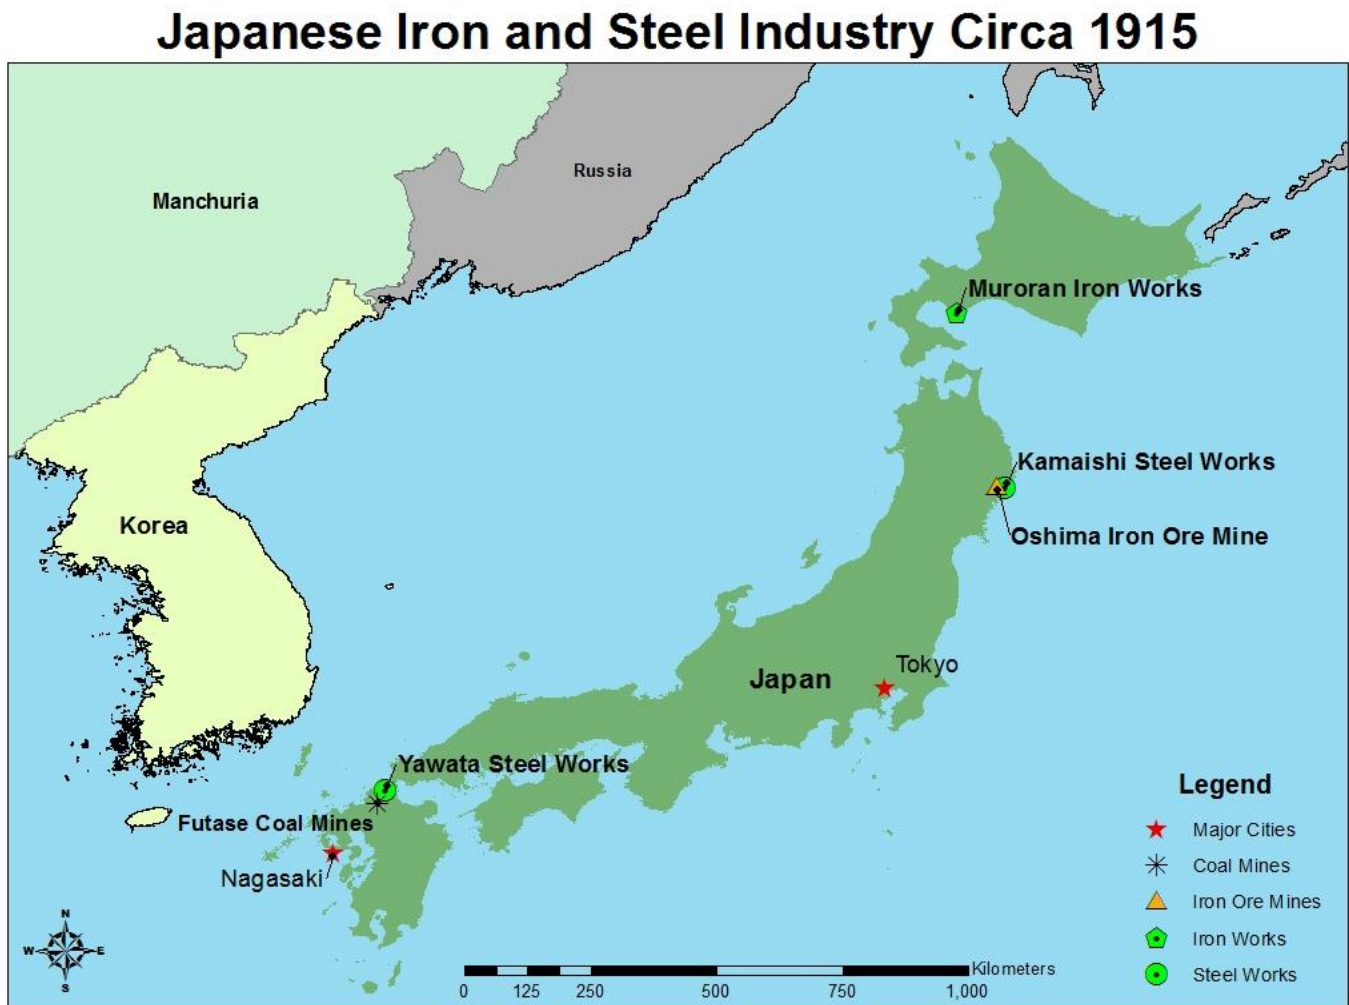 Japanese Iron and Steel Industry Circa 1915
Russia
Manchuria
Muroran Iron Works
Kamaishi Steel Works
Korea
Oshima Iron Ore Mine
Tokyo
Japan
Yawata Steel Works
Futase Coal Mines
Nagasaki
Legend
Major Cities
Coal Mines
Iron Ore Mines
Iron Works
Steel Works
N
W E
S
Kilometers
0 125 250 500 750 1,000